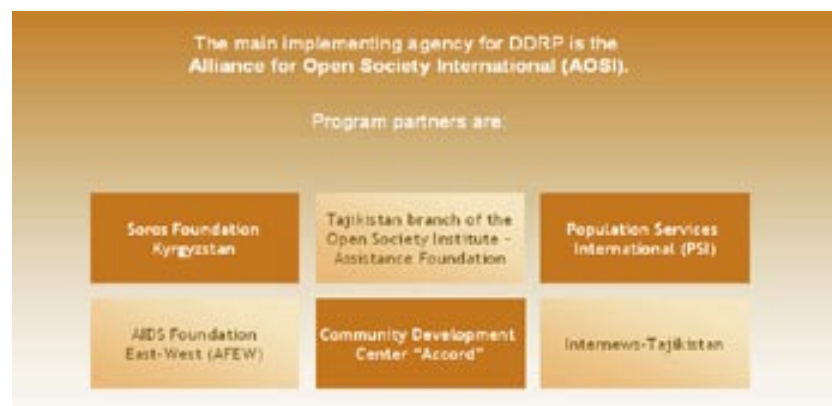 The main implementing agency for DDRP is the
Alliance for Open Society International (AOSI).
Program partners are:
Soros Foundation
Kyrgyzstan
Tajikistan branch of the
Open Society Institute –
Assistance Foundation
Population Services
International (PSI)
AIDS Foundation
East-West (AFEW)
Community Development
Center "Accord"
Internews-Tajikistan